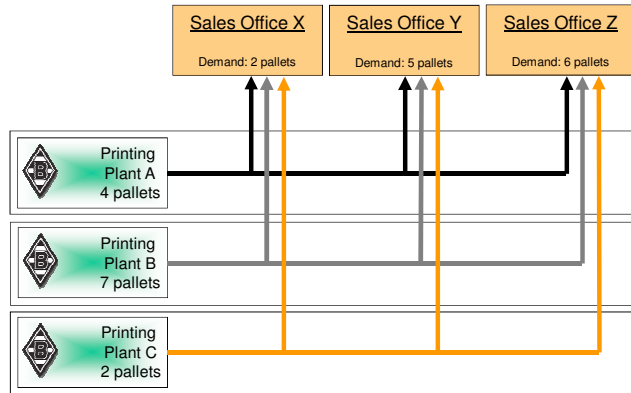 Sales Office X
Demand: 2 pallets
Sales Office Y
Demand: 5 pallets
Sales Office Z
Demand: 6 pallets
B
Printing
Plant A
4 pallets
B
Printing
Plant B
7 pallets
B
Printing
Plant C
2 pallets